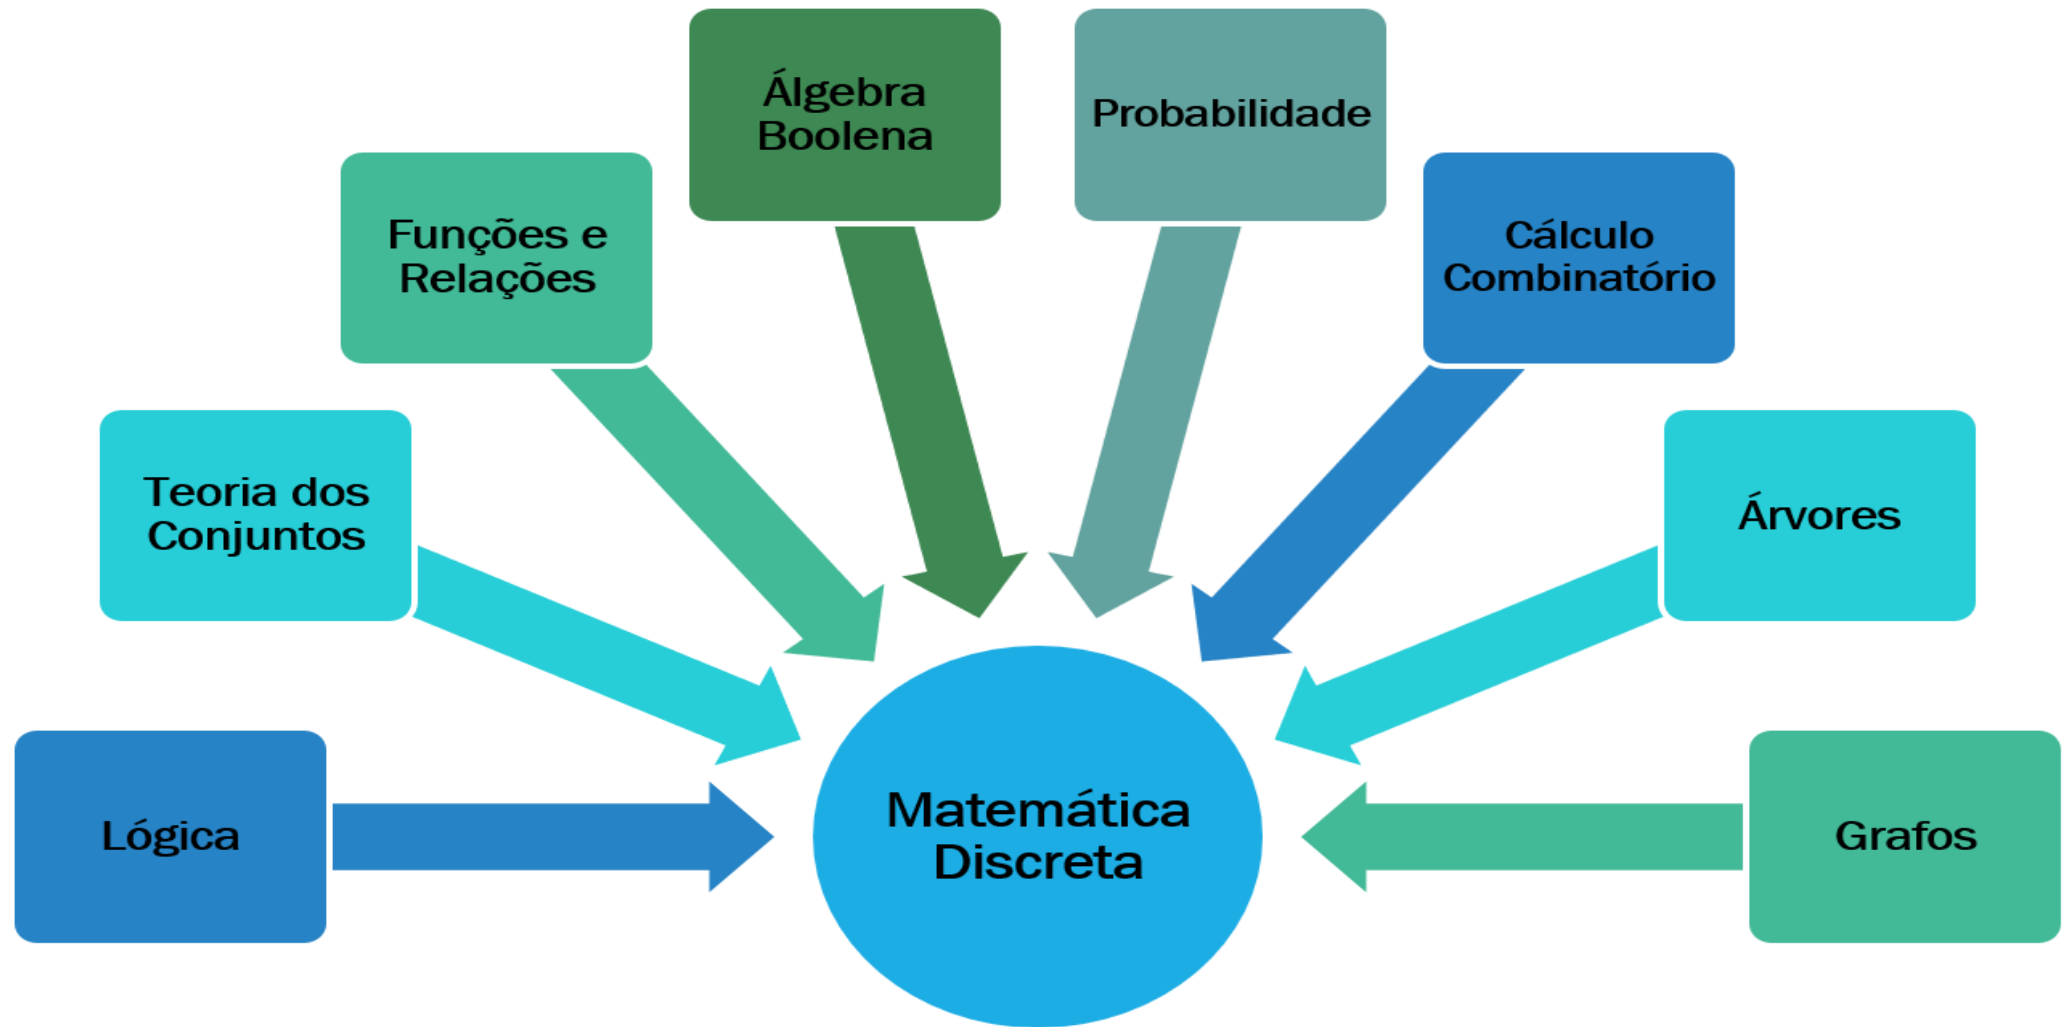 Álgebra
Boolena
Probabilidade
Funções e
Relações
Cálculo
Combinatório
Teoria dos
Conjuntos
Árvores
Lógica
Matemática
Discreta
Grafos